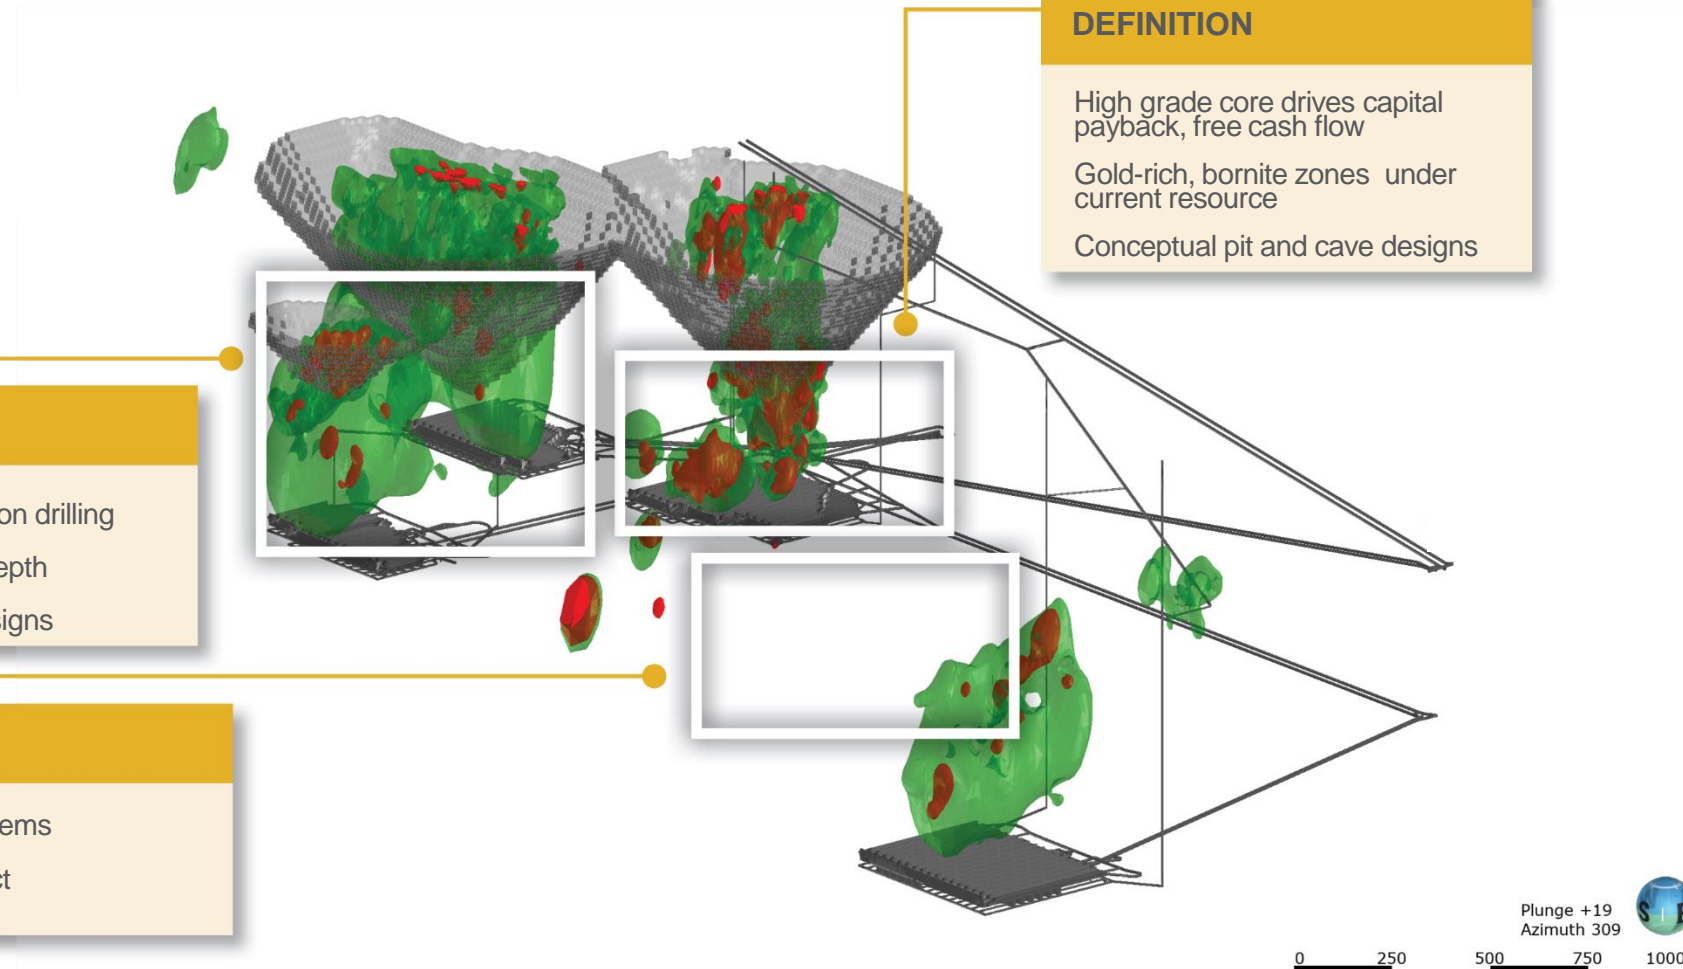 DEFINITION
High grade core drives capital
payback, free cash flow
Gold-rich, bornite zones under
current resource
Conceptual pit and cave designs
on drilling
epth
signs
ems
ct
Plunge +19
Azimuth 309
S E
0 250 500 750 1000